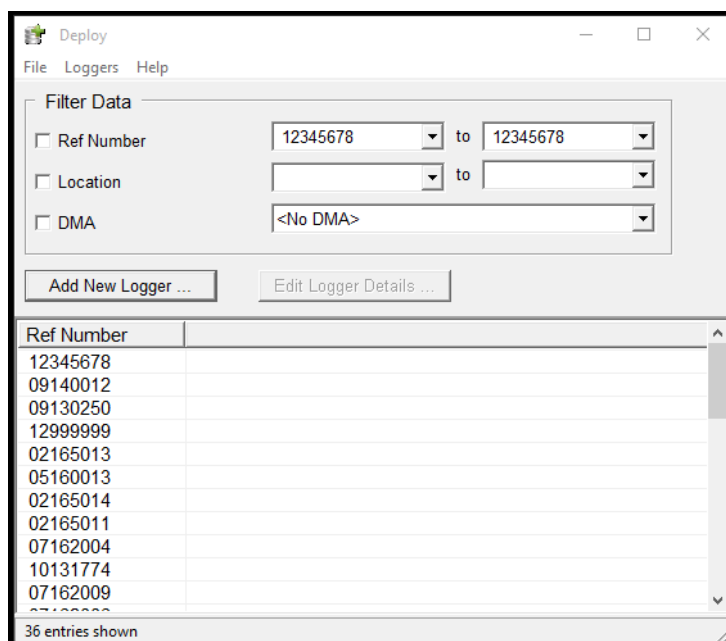 Deploy
File Loggers Help
Filter Data
Ref Number 12345678 to 12345678
Location to
DMA <No DMA>
Add New Logger ... Edit Logger Details ...
Ref Number
12345678
09140012
09130250
12999999
02165013
05160013
02165014
02165011
07162004
10131774
07162009
36 entries shown